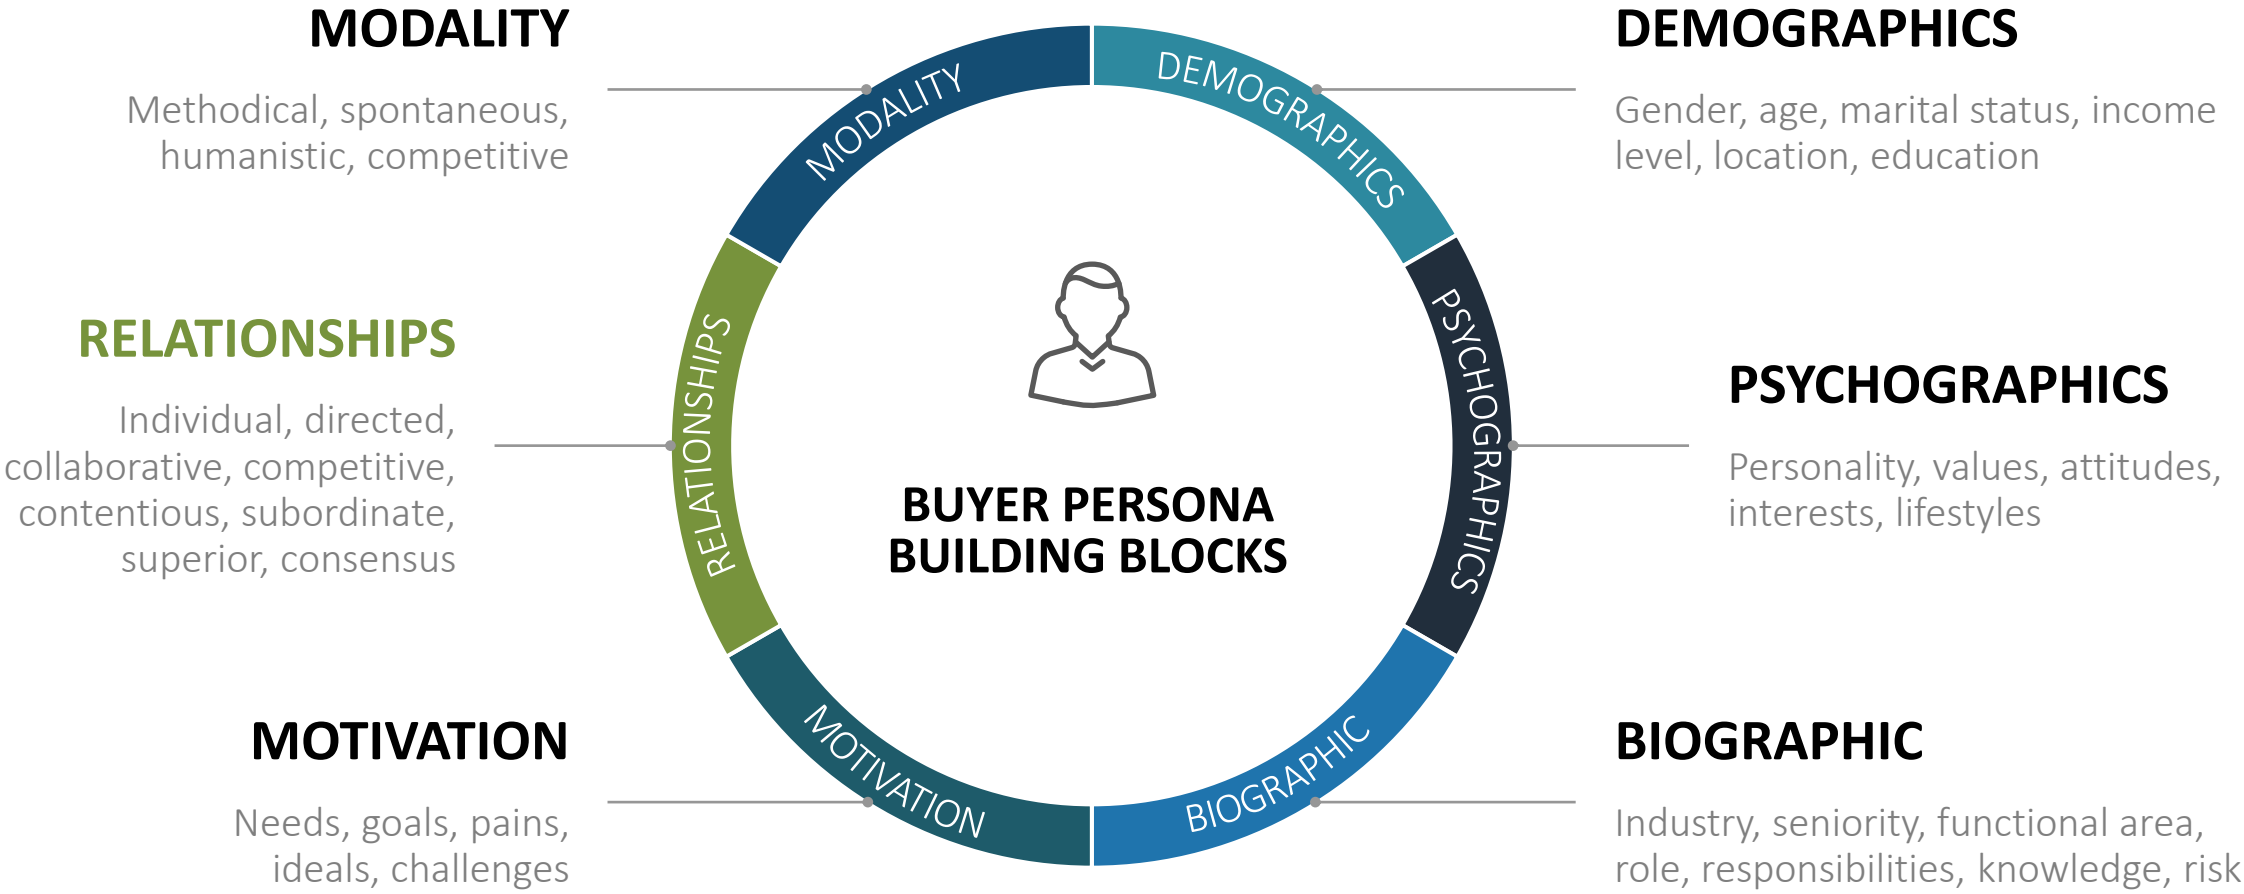 MODALITY
Methodical, spontaneous,
humanistic, competitive
RELATIONSHIPS
Individual, directed,
collaborative, competitive,
contentious, subordinate,
superior, consensus
MOTIVATION
Needs, goals, pains,
ideals, challenges
MODALITY
DEMOGRAPHICS
RELATIONSHIPS
PSYCHOGRAPHICS
MOTIVATION
BIOGRAPHIC
BUYER PERSONA
BUILDING BLOCKS
DEMOGRAPHICS
Gender, age, marital status, income
level, location, education
PSYCHOGRAPHICS
Personality, values, attitudes,
interests, lifestyles
BIOGRAPHIC
Industry, seniority, functional area,
role, responsibilities, knowledge, risk